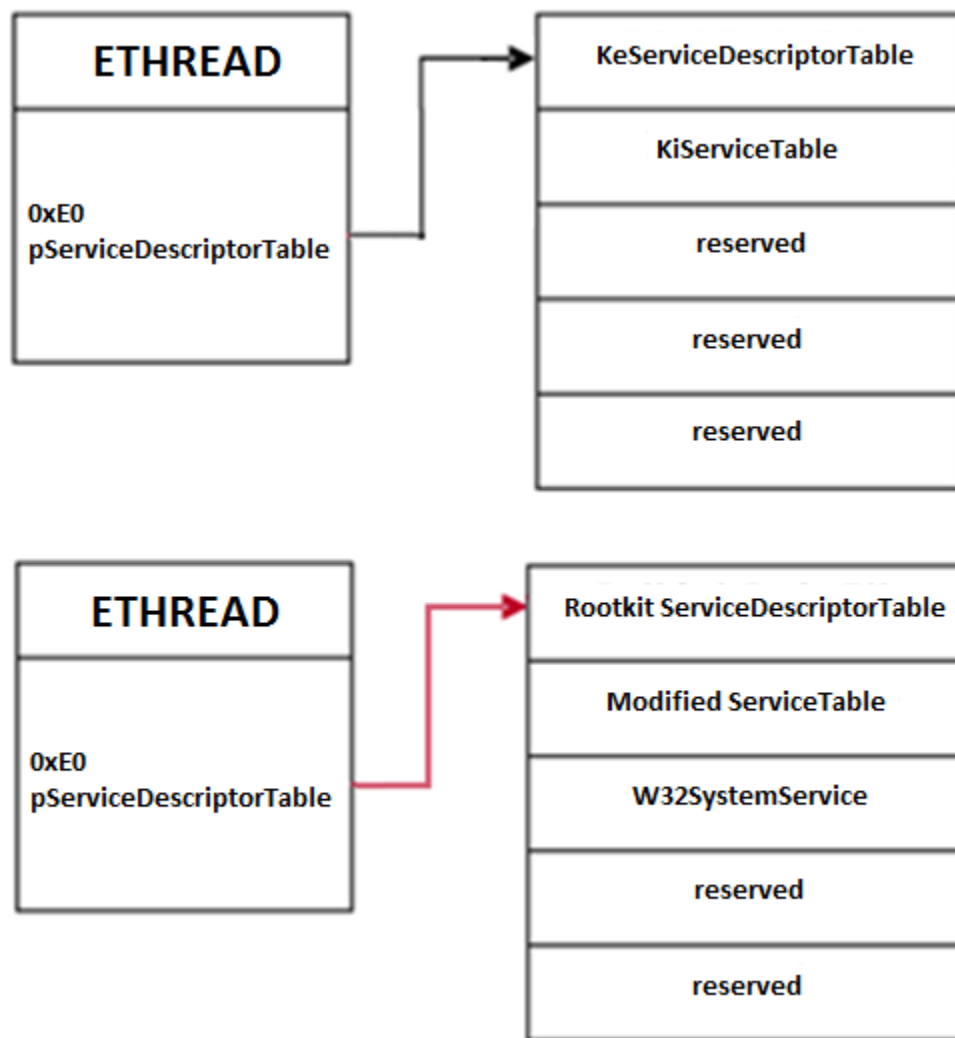 ETHREAD
0xE0
pServiceDescriptorTable
KeServiceDescriptorTable
KiServiceTable
reserved
reserved
reserved
ETHREAD
0xE0
pServiceDescriptorTable
Rootkit ServiceDescriptorTable
Modified ServiceTable
W32SystemService
reserved
reserved